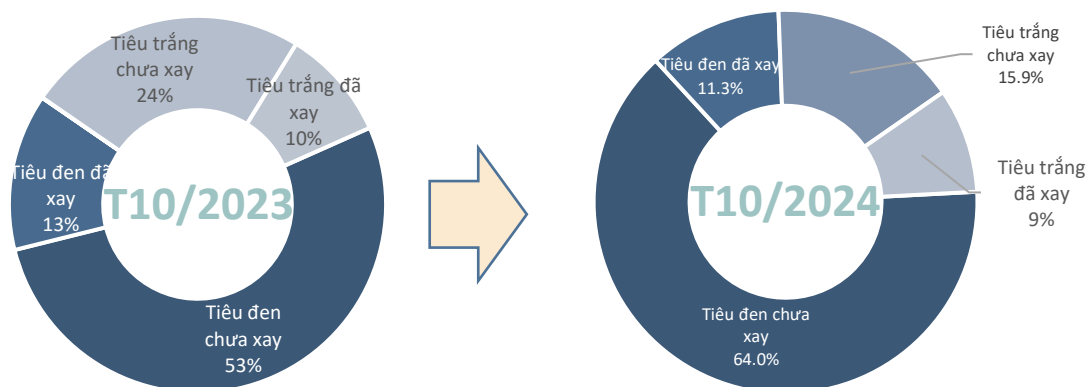 Tiêu trắng
chưa xay
24%
Tiêu trắng đã
xay
10%
Tiêu đen đã
xay
13%
T10/2023
Tiêu đen
chưa xay
53%
Tiêu đen đã xay
11.3%
Tiêu trắng
chưa xay
15.9%
Tiêu trắng
đã xay
9%
T10/2024
Tiêu đen chưa
xay
64.0%